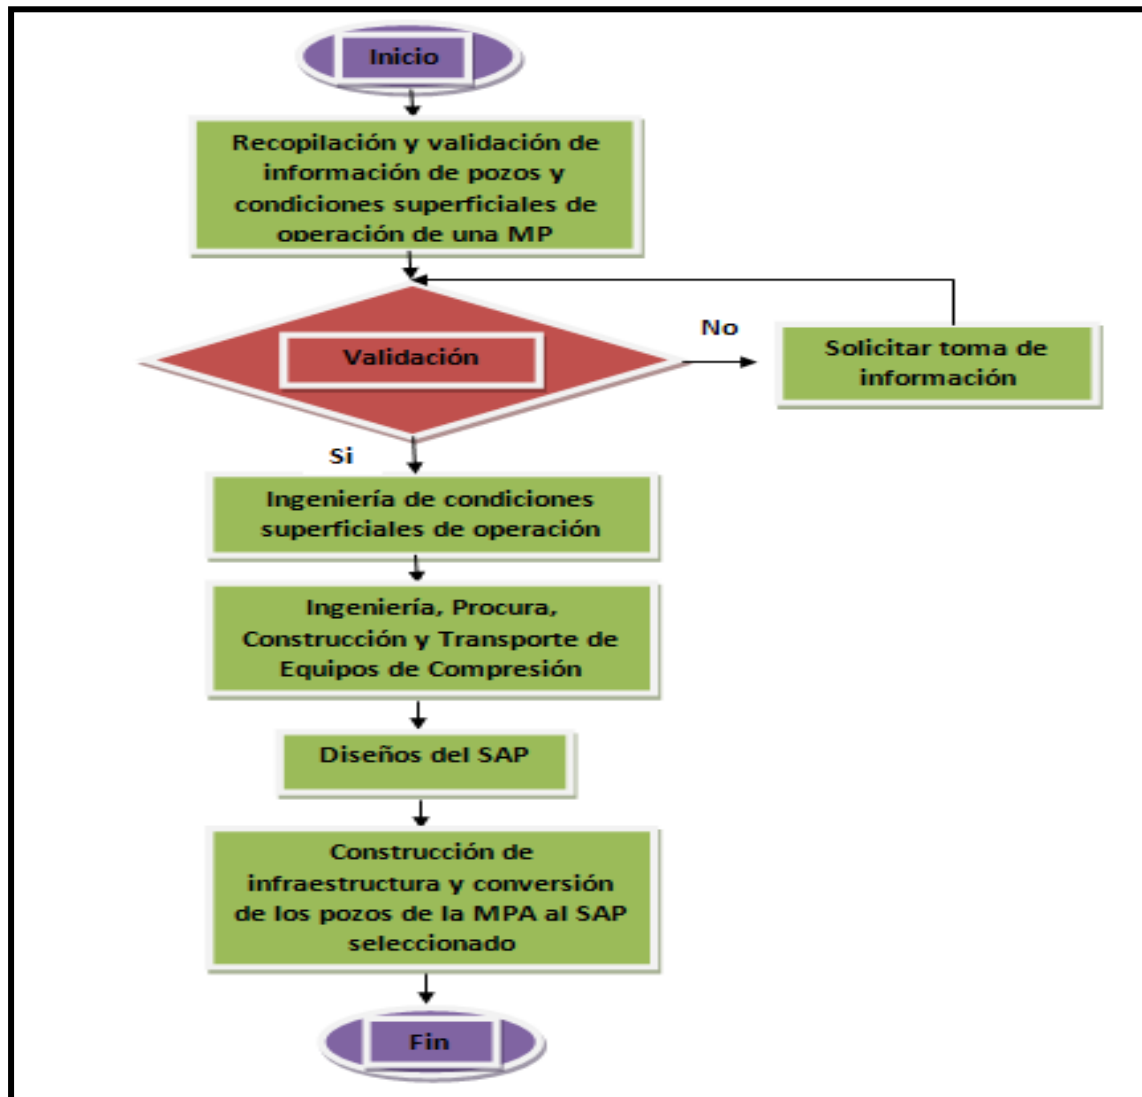 Inicio
Recopilación y validación de
información de pozos y
condiciones superficiales de
operación de una MP
Validación
No
Solicitar toma de
información
Si
Ingeniería de condiciones
superficiales de operación
Ingeniería, Procura,
Construcción y Transporte de
Equipos de Compresión
Diseños del SAP
Construcción de
infraestructura y conversión
de los pozos de la MPA al SAP
seleccionado
Fin